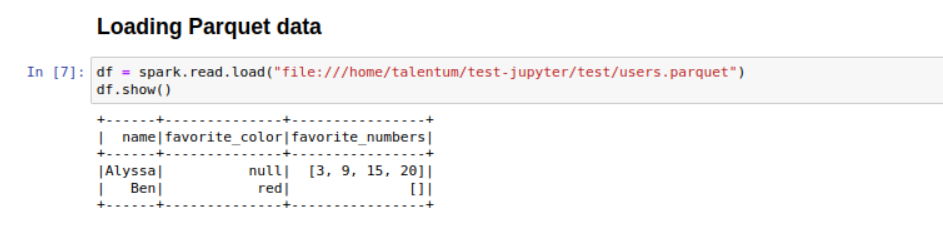 Loading Parquet data
In [7]: df = spark.read.load("file:///home/talentum/test-jupyter/test/users.parquet")
df.show()
+------+--------------+----------------+
|  name|favorite_color|favorite_numbers|
+------+--------------+----------------+
|Alyssa|          null|  [3, 9, 15, 20]|
|   Ben|           red|              []|
+------+--------------+----------------+